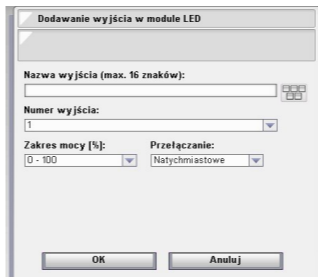 Dodawanie wyjścia w module LED
Nazwa wyjścia (max. 16 znaków):
Numer wyjścia:
1
Zakres mocy [%]: Przełączanie:
0 - 100 Natychmiastowe
OK Anuluj